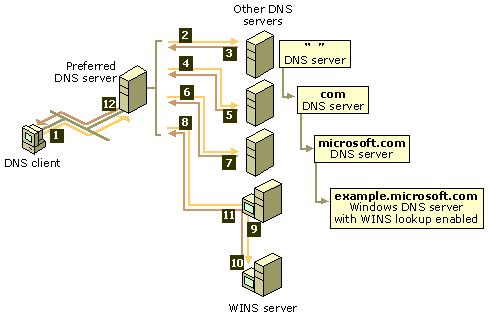 Other DNS
servers
2
3
" "
DNS server
Preferred
DNS server
4
5
com
DNS server
12
6
7
1
DNS client
8
microsoft.com
DNS server
example.microsoft.com
Windows DNS server
with WINS lookup enabled
11
9
10
WINS server